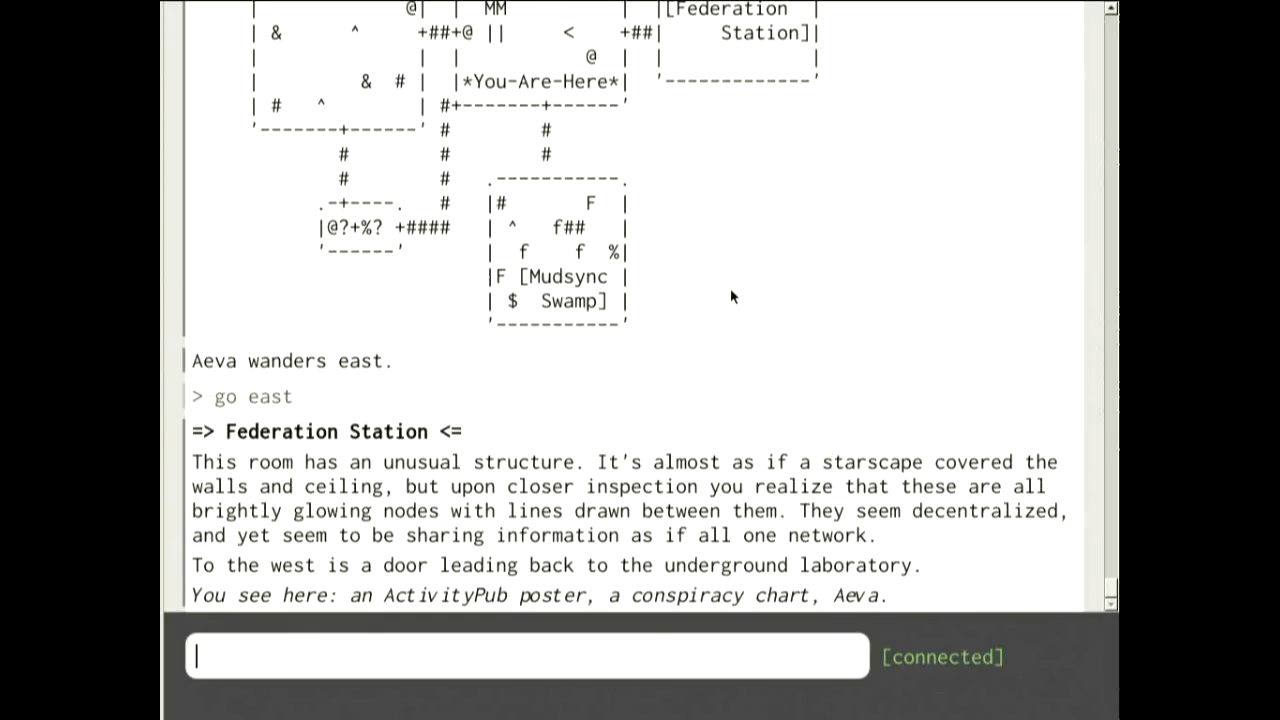 |             @|  |  MM          |  |[Federation  |
| &      ^     +##+@ ||     <    +##|     Station]|
|              |  |           @  |  |             |
|         &  # |  |*You-Are-Here*|  '-------------'
| #   ^        | #+-------+------'
'-------+------' #        #
        #        #        #
        #        #    .-----------.
      .-+----.   #    |#       F  |
      |@?+%? +####    | ^   f##   |
      '------'        |  f    f  %|
                      |F [Mudsync |
                      | $  Swamp] |
                      '-----------'
Aeva wanders east.
> go east
=> Federation Station <=
This room has an unusual structure. It's almost as if a starscape covered the
walls and ceiling, but upon closer inspection you realize that these are all
brightly glowing nodes with lines drawn between them. They seem decentralized,
and yet seem to be sharing information as if all one network.
To the west is a door leading back to the underground laboratory.
You see here: an ActivityPub poster, a conspiracy chart, Aeva.
[connected]